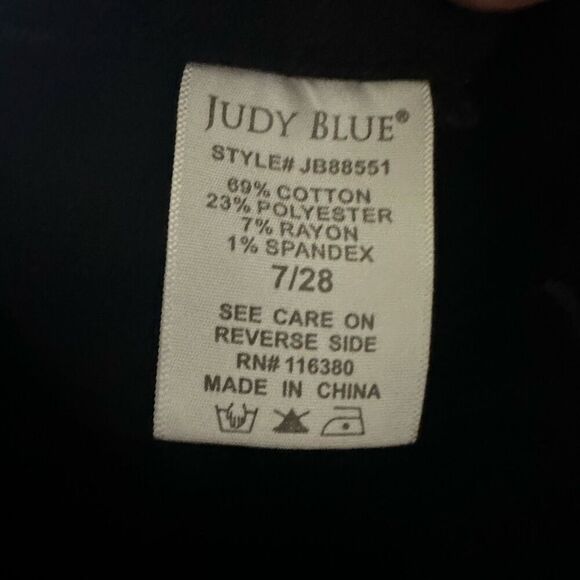 JUDY BLUE®
STYLE# JB88551
69% COTTON
23% POLYESTER
7% RAYON
1% SPANDEX
7/28
SEE CARE ON
REVERSE SIDE
RN# 116380
MADE IN CHINA